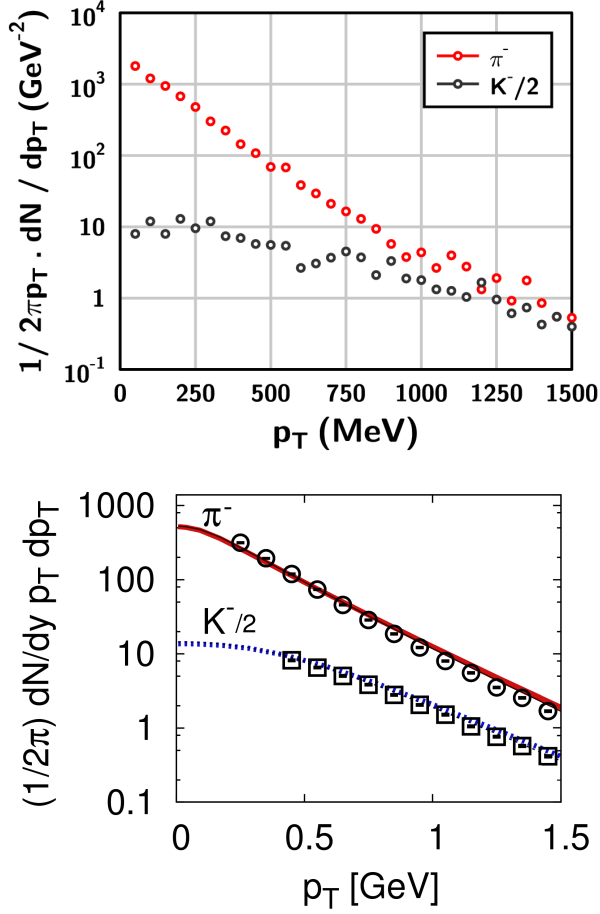 1/ 2πp_T . dN / dp_T (GeV^-2)
10^4
10^3
10^2
10
1
10^-1
π^-
K^-/2
0 250 500 750 1000 1250 1500
p_T (MeV)
(1/2π) dN/dy p_T dp_T
1000
100
10
1
0.1
π^-
K^-/2
0 0.5 1 1.5
p_T [GeV]